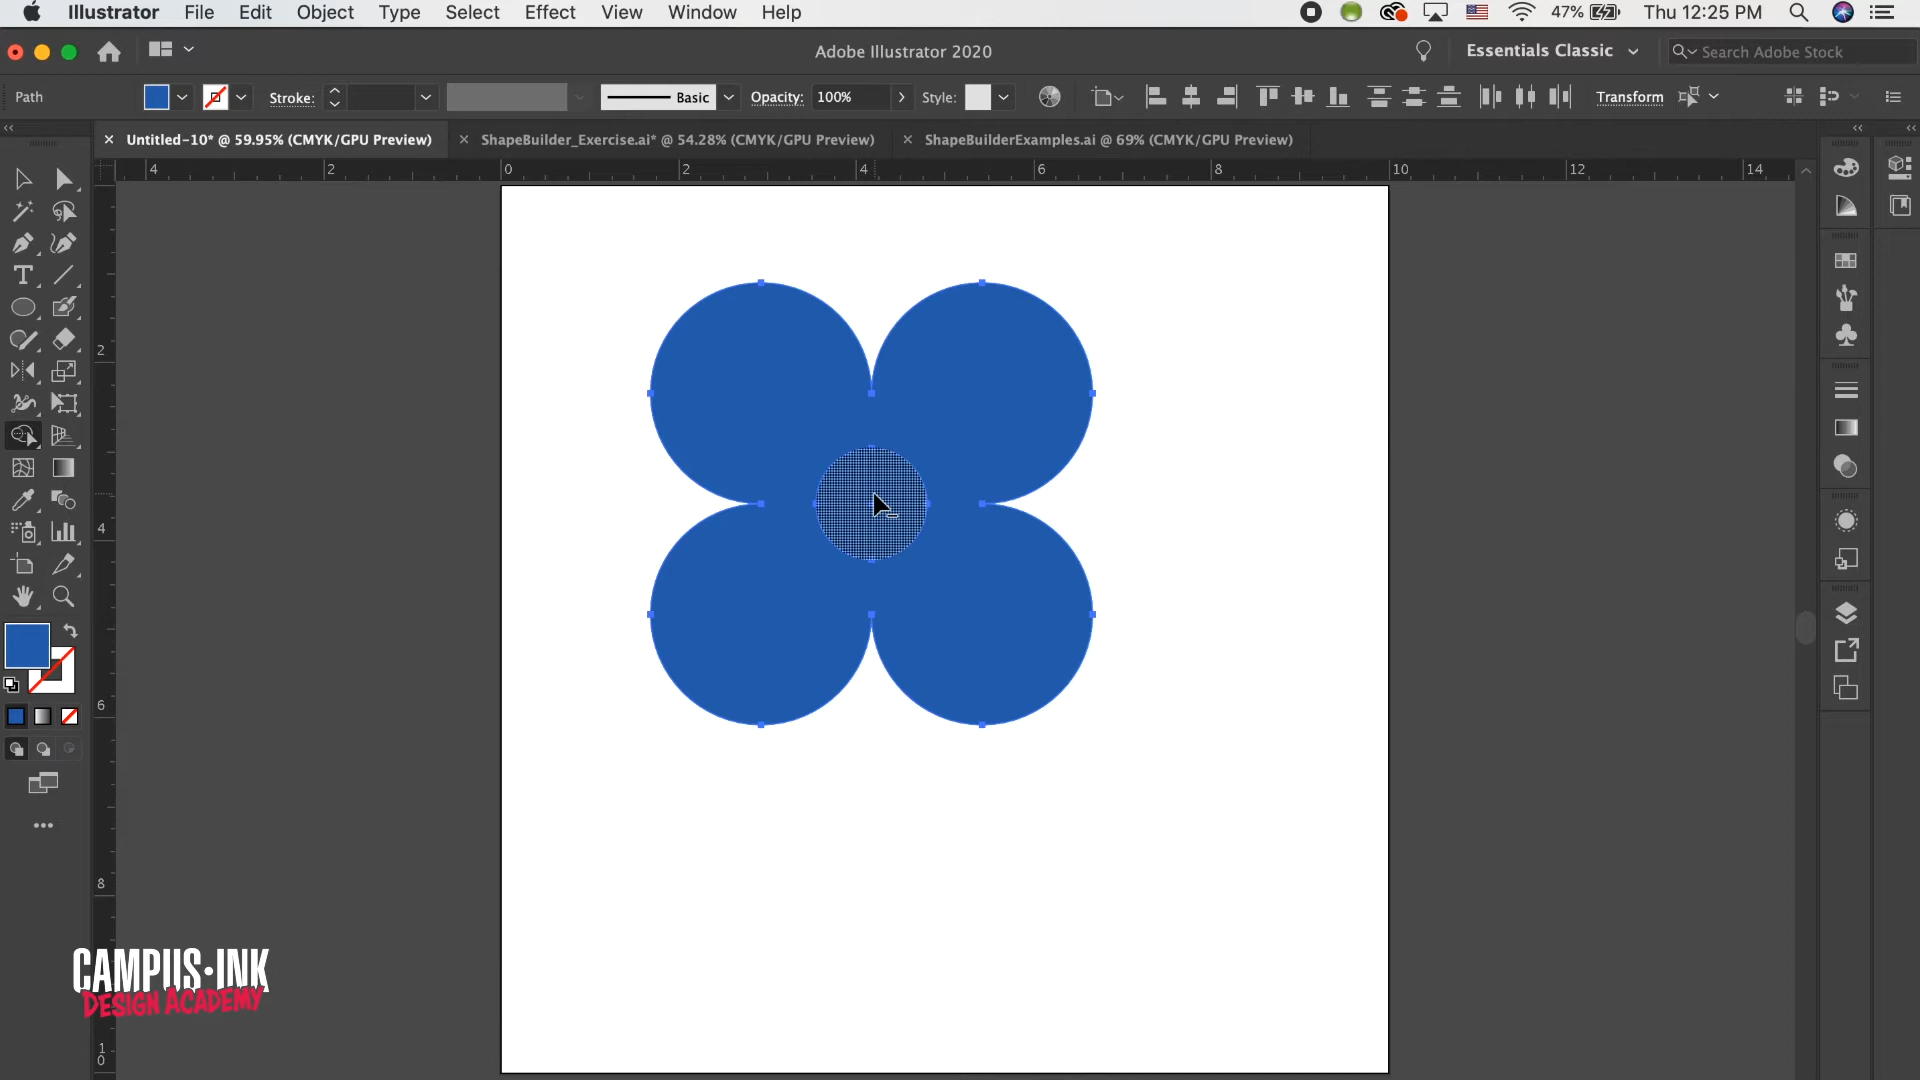 Illustrator File Edit Object Type Select Effect View Window Help 47% Thu 12:25 PM
Adobe Illustrator 2020 Essentials Classic Search Adobe Stock
Path Stroke: Basic Opacity: 100% Style: Transform
Untitled-10* @ 59.95% (CMYK/GPU Preview) ShapeBuilder_Exercise.ai* @ 54.28% (CMYK/GPU Preview) ShapeBuilderExamples.ai @ 69% (CMYK/GPU Preview)
4 2 0 2 4 6 8 10 12 14
2
4
6
8
10
CAMPUS•INK
DESIGN ACADEMY